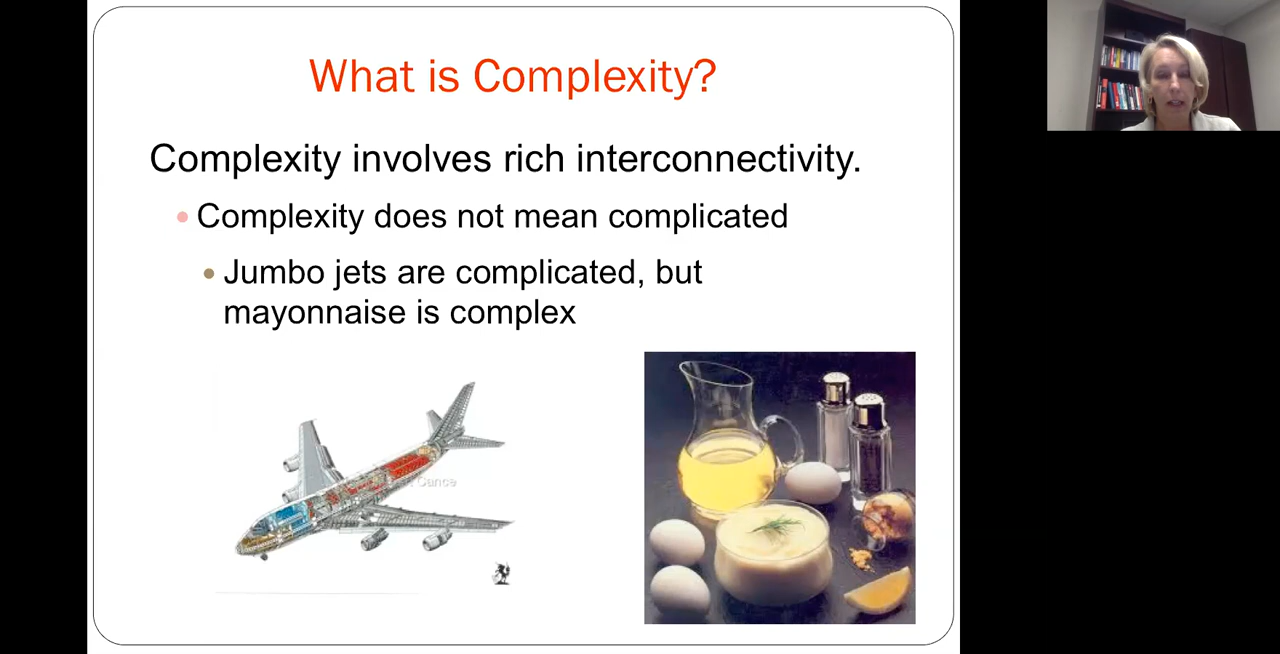 What is Complexity?
Complexity involves rich interconnectivity.
Complexity does not mean complicated
Jumbo jets are complicated, but
mayonnaise is complex